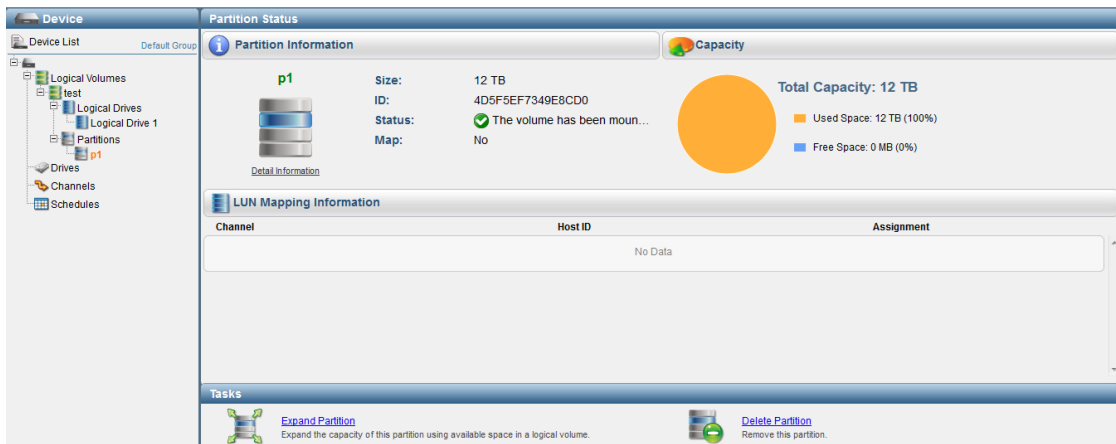 Device
Device List
Default Group
Logical Volumes
test
Logical Drives
Logical Drive 1
Partitions
p1
Drives
Channels
Schedules
Partition Status
Partition Information
p1
Detail Information
Size: 12 TB
ID: 4D5F5EF7349E8CD0
Status: The volume has been moun...
Map: No
Capacity
Total Capacity: 12 TB
Used Space: 12 TB (100%)
Free Space: 0 MB (0%)
LUN Mapping Information
Channel Host ID Assignment
No Data
Tasks
Expand Partition
Expand the capacity of this partition using available space in a logical volume.
Delete Partition
Remove this partition.